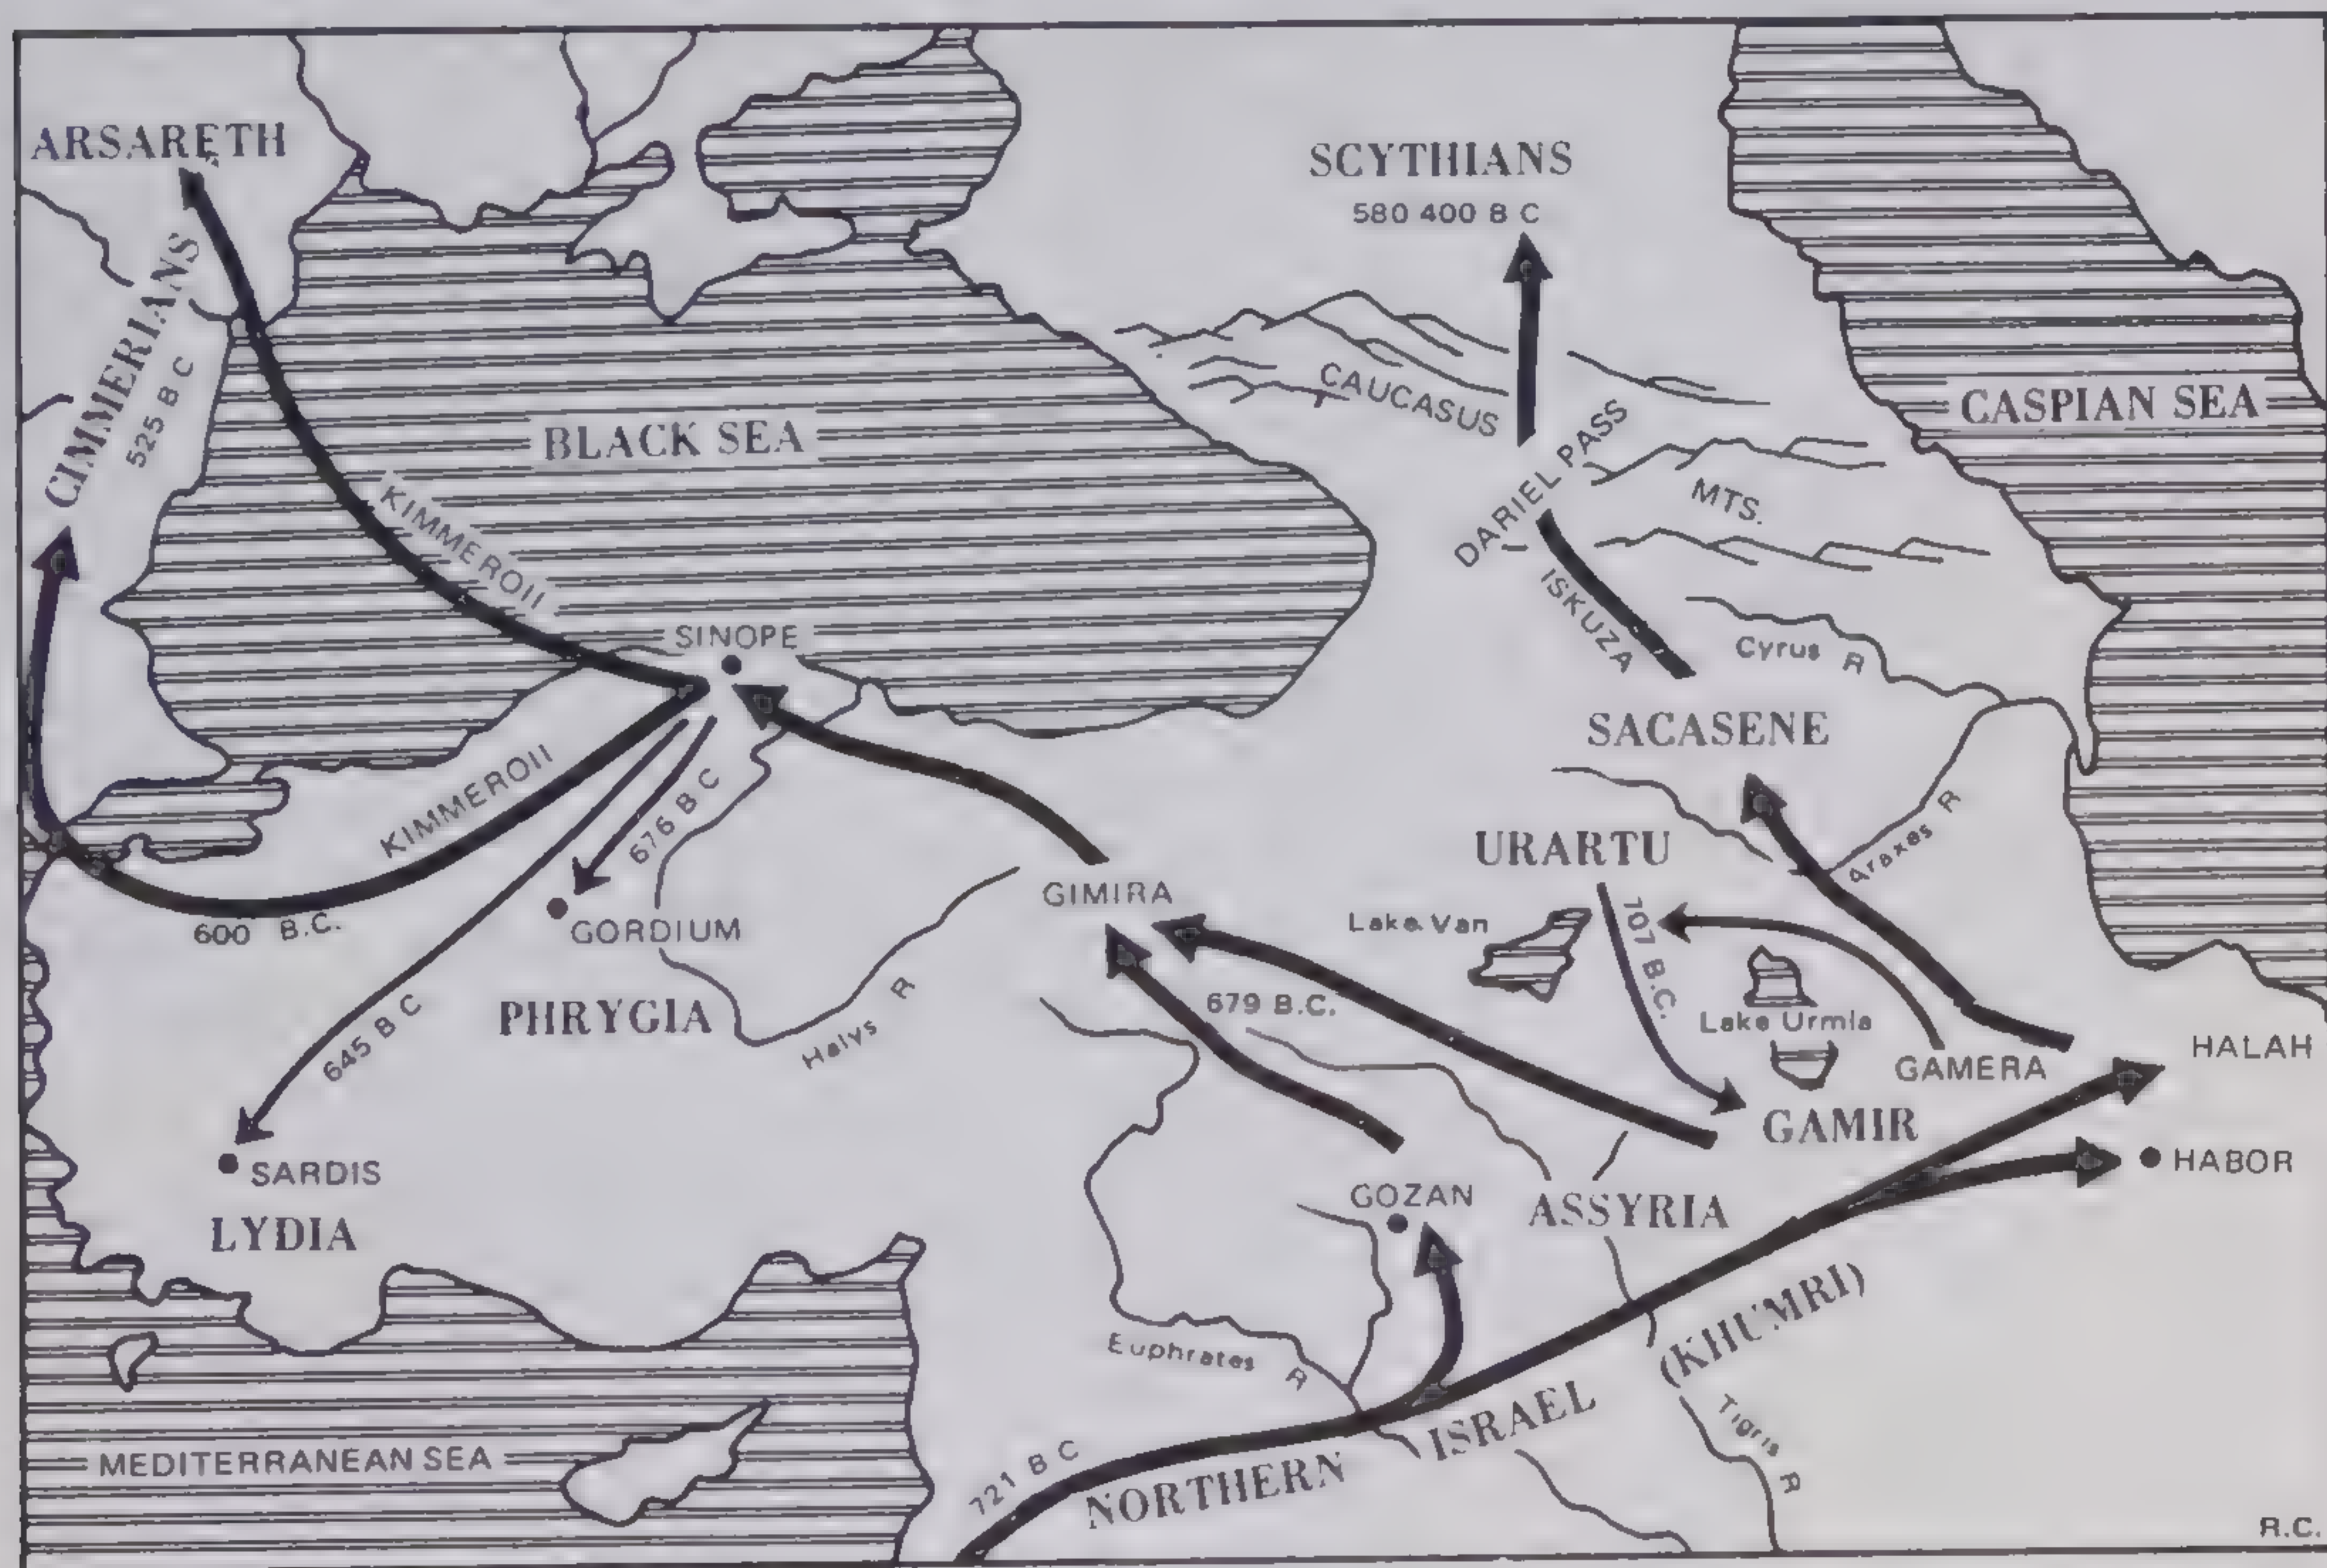 ARSARETH
SCYTHIANS
580 400 B C
CIMMERIANS
525 B C
CAUCASUS
MTS.
CASPIAN SEA
BLACK SEA
DARIEL PASS
KIMMEROII
ISKUZA
SINOPE
Cyrus R
SACASENE
KIMMEROII
676 B C
URARTU
Araxes R
600 B.C.
GORDIUM
GIMIRA
Lake Van
107 B.C.
PHRYGIA
Halys R
679 B.C.
Lake Urmia
645 B C
GAMERA
HALAH
GAMIR
SARDIS
HABOR
LYDIA
GOZAN
ASSYRIA
Euphrates R
(KHUMRI)
MEDITERRANEAN SEA
721 B C
NORTHERN ISRAEL
Tigris R
R.C.